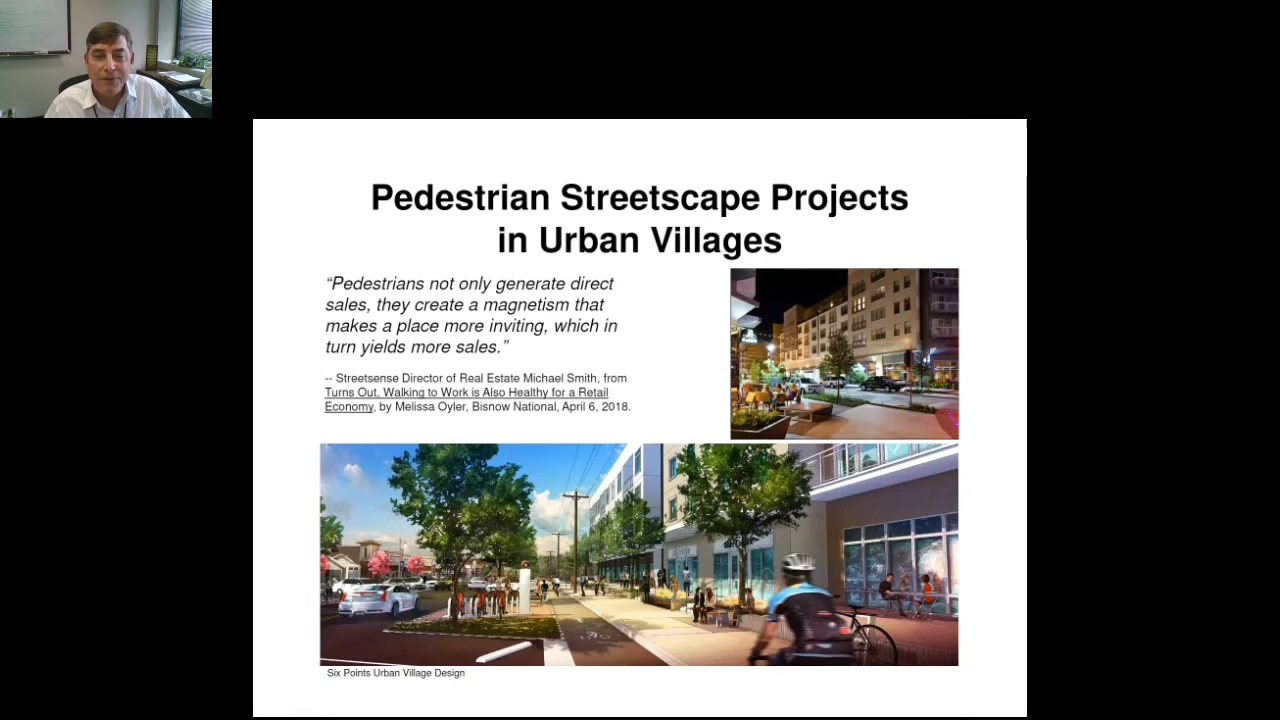 Pedestrian Streetscape Projects
in Urban Villages
“Pedestrians not only generate direct
sales, they create a magnetism that
makes a place more inviting, which in
turn yields more sales.”
-- Streetsense Director of Real Estate Michael Smith, from
Turns Out, Walking to Work is Also Healthy for a Retail
Economy, by Melissa Oyler, Bisnow National, April 6, 2018.
Six Points Urban Village Design